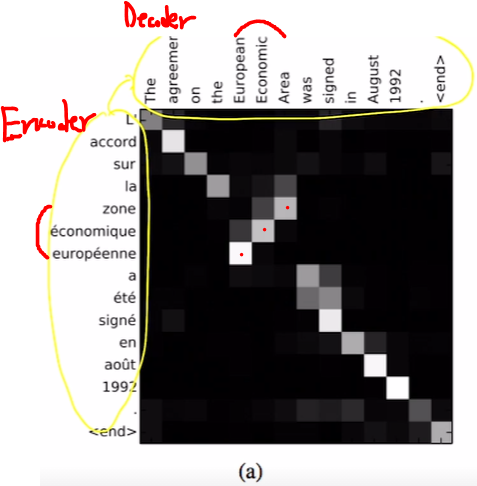 Decoder
The
agreemer
on
the
European
Economic
Area
was
signed
in
August
1992
.
<end>
Encoder
L'
accord
sur
la
zone
économique
européenne
a
été
signé
en
août
1992
.
<end>
(a)